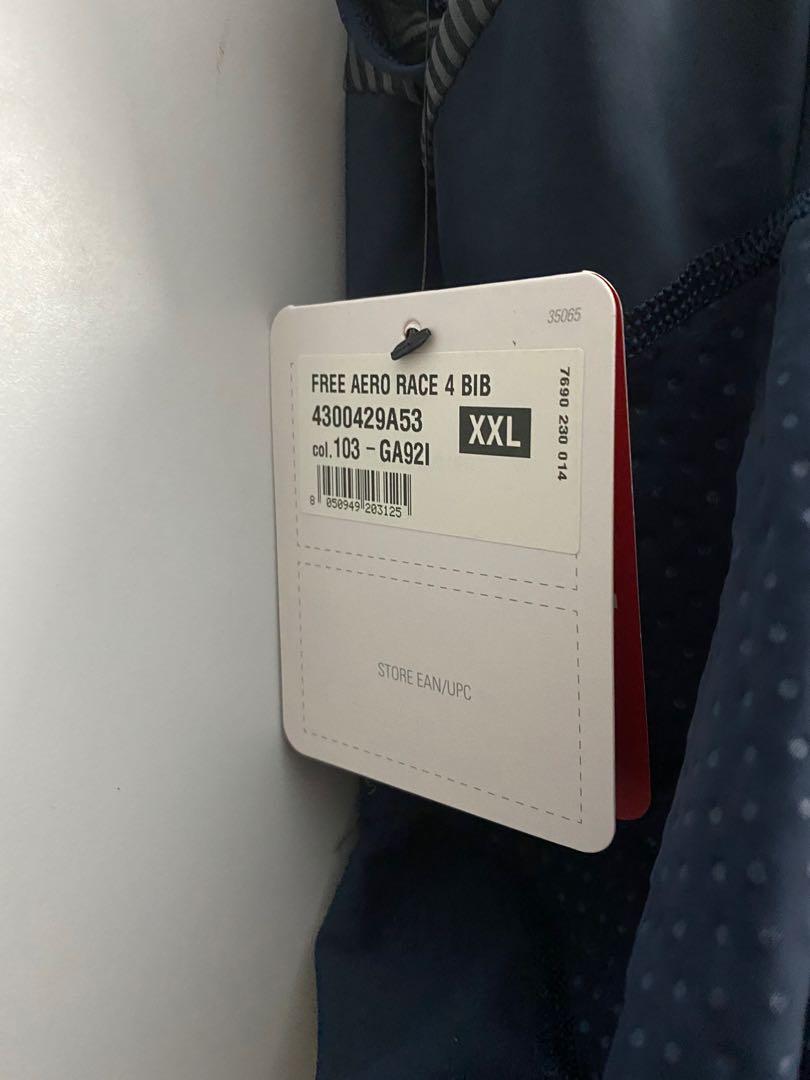 35065
FREE AERO RACE 4 BIB
4300429A53
XXL
col.103 - GA92I
8 050949 203125
7690 230 014
STORE EAN/UPC